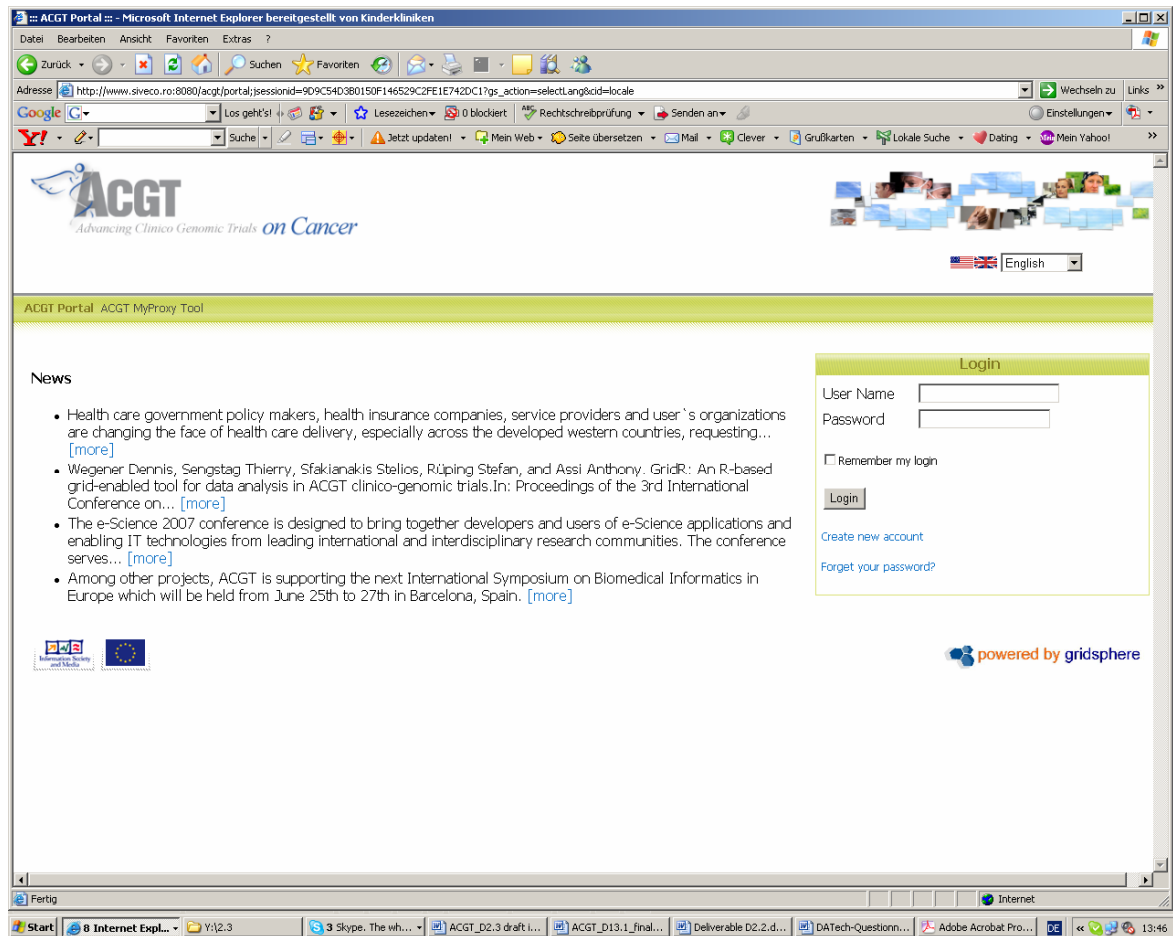 ::: ACGT Portal ::: - Microsoft Internet Explorer bereitgestellt von Kinderkliniken
Datei Bearbeiten Ansicht Favoriten Extras ?
Zurück Suchen Favoriten
Adresse http://www.siveco.ro:8080/acgt/portal;jsessionid=9D9C54D3B0150F146529C2FE1E742DC1?gs_action=selectLang&cid=locale Wechseln zu Links »
Google G Los geht's! Lesezeichen 0 blockiert Rechtschreibprüfung Senden an Einstellungen
Y! Suche Jetzt updaten! Mein Web Seite übersetzen Mail Clever Grußkarten Lokale Suche Dating Mein Yahoo! »
ACGT
Advancing Clinico Genomic Trials on Cancer
English
ACGT Portal ACGT MyProxy Tool
News
• Health care government policy makers, health insurance companies, service providers and user`s organizations
are changing the face of health care delivery, especially across the developed western countries, requesting...
[more]
• Wegener Dennis, Sengstag Thierry, Sfakianakis Stelios, Rüping Stefan, and Assi Anthony. GridR: An R-based
grid-enabled tool for data analysis in ACGT clinico-genomic trials.In: Proceedings of the 3rd International
Conference on... [more]
• The e-Science 2007 conference is designed to bring together developers and users of e-Science applications and
enabling IT technologies from leading international and interdisciplinary research communities. The conference
serves... [more]
• Among other projects, ACGT is supporting the next International Symposium on Biomedical Informatics in
Europe which will be held from June 25th to 27th in Barcelona, Spain. [more]
Login
User Name
Password
Remember my login
Login
Create new account
Forget your password?
Information Society
and Media
powered by gridsphere
Fertig Internet
Start 8 Internet Expl... Y:\2.3 3 Skype. The wh... ACGT_D2.3 draft i... ACGT_D13.1_final... Deliverable D2.2.d... DATech-Questionn... Adobe Acrobat Pro... DE « 13:46